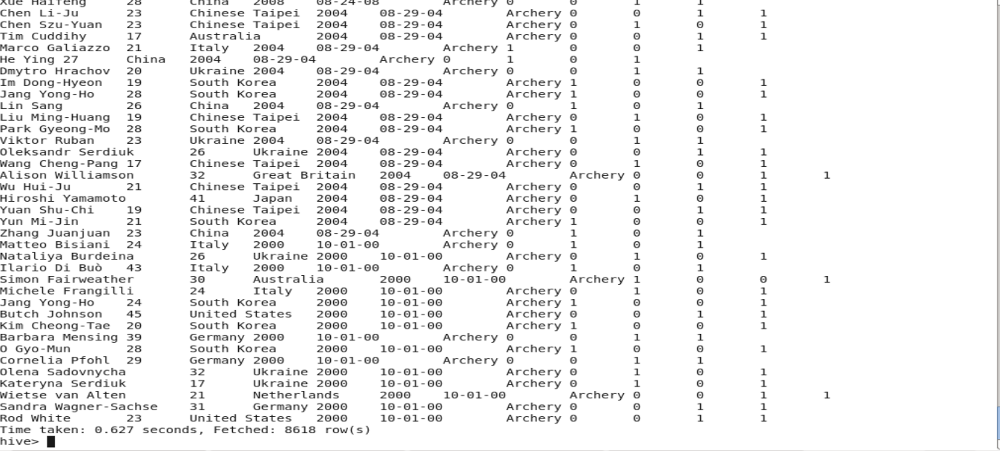 Xue Haifeng 28 China 2008 08-24-08 Archery 0 0 1 1
Chen Li-Ju 23 Chinese Taipei 2004 08-29-04 Archery 0 0 1 1
Chen Szu-Yuan 23 Chinese Taipei 2004 08-29-04 Archery 0 1 0 1
Tim Cuddihy 17 Australia 2004 08-29-04 Archery 0 0 1 1
Marco Galiazzo 21 Italy 2004 08-29-04 Archery 1 0 0 1
He Ying 27 China 2004 08-29-04 Archery 0 1 0 1
Dmytro Hrachov 20 Ukraine 2004 08-29-04 Archery 0 0 1 1
Im Dong-Hyeon 19 South Korea 2004 08-29-04 Archery 1 0 0 1
Jang Yong-Ho 28 South Korea 2004 08-29-04 Archery 1 0 0 1
Lin Sang 26 China 2004 08-29-04 Archery 0 1 0 1
Liu Ming-Huang 19 Chinese Taipei 2004 08-29-04 Archery 0 1 0 1
Park Gyeong-Mo 28 South Korea 2004 08-29-04 Archery 1 0 0 1
Viktor Ruban 23 Ukraine 2004 08-29-04 Archery 0 0 1 1
Oleksandr Serdiuk 26 Ukraine 2004 08-29-04 Archery 0 0 1 1
Wang Cheng-Pang 17 Chinese Taipei 2004 08-29-04 Archery 0 1 0 1
Alison Williamson 32 Great Britain 2004 08-29-04 Archery 0 0 1 1
Wu Hui-Ju 21 Chinese Taipei 2004 08-29-04 Archery 0 0 1 1
Hiroshi Yamamoto 41 Japan 2004 08-29-04 Archery 0 1 0 1
Yuan Shu-Chi 19 Chinese Taipei 2004 08-29-04 Archery 0 0 1 1
Yun Mi-Jin 21 South Korea 2004 08-29-04 Archery 1 0 0 1
Zhang Juanjuan 23 China 2004 08-29-04 Archery 0 1 0 1
Matteo Bisiani 24 Italy 2000 10-01-00 Archery 0 1 0 1
Nataliya Burdeina 26 Ukraine 2000 10-01-00 Archery 0 1 0 1
Ilario Di Buò 43 Italy 2000 10-01-00 Archery 0 1 0 1
Simon Fairweather 30 Australia 2000 10-01-00 Archery 1 0 0 1
Michele Frangilli 24 Italy 2000 10-01-00 Archery 0 1 0 1
Jang Yong-Ho 24 South Korea 2000 10-01-00 Archery 1 0 0 1
Butch Johnson 45 United States 2000 10-01-00 Archery 0 0 1 1
Kim Cheong-Tae 20 South Korea 2000 10-01-00 Archery 1 0 0 1
Barbara Mensing 39 Germany 2000 10-01-00 Archery 0 0 1 1
O Gyo-Mun 28 South Korea 2000 10-01-00 Archery 1 0 0 1
Cornelia Pfohl 29 Germany 2000 10-01-00 Archery 0 0 1 1
Olena Sadovnycha 32 Ukraine 2000 10-01-00 Archery 0 1 0 1
Kateryna Serdiuk 17 Ukraine 2000 10-01-00 Archery 0 1 0 1
Wietse van Alten 21 Netherlands 2000 10-01-00 Archery 0 0 1 1
Sandra Wagner-Sachse 31 Germany 2000 10-01-00 Archery 0 0 1 1
Rod White 23 United States 2000 10-01-00 Archery 0 0 1 1
Time taken: 0.627 seconds, Fetched: 8618 row(s)
hive>